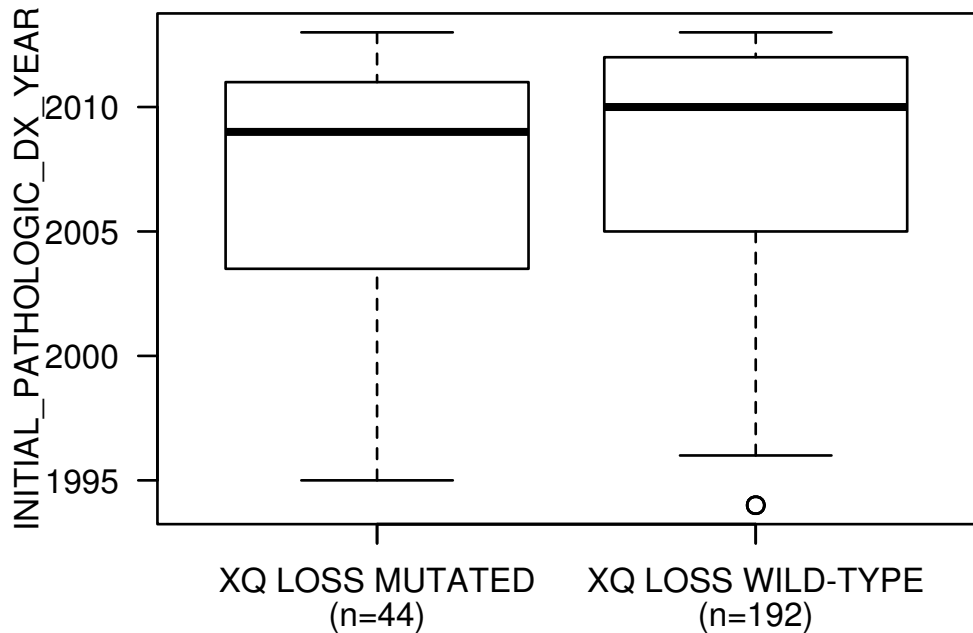 INITIAL_PATHOLOGIC_DX_YEAR
2010
2005
2000
1995
XQ LOSS MUTATED
(n=44)
XQ LOSS WILD-TYPE
(n=192)